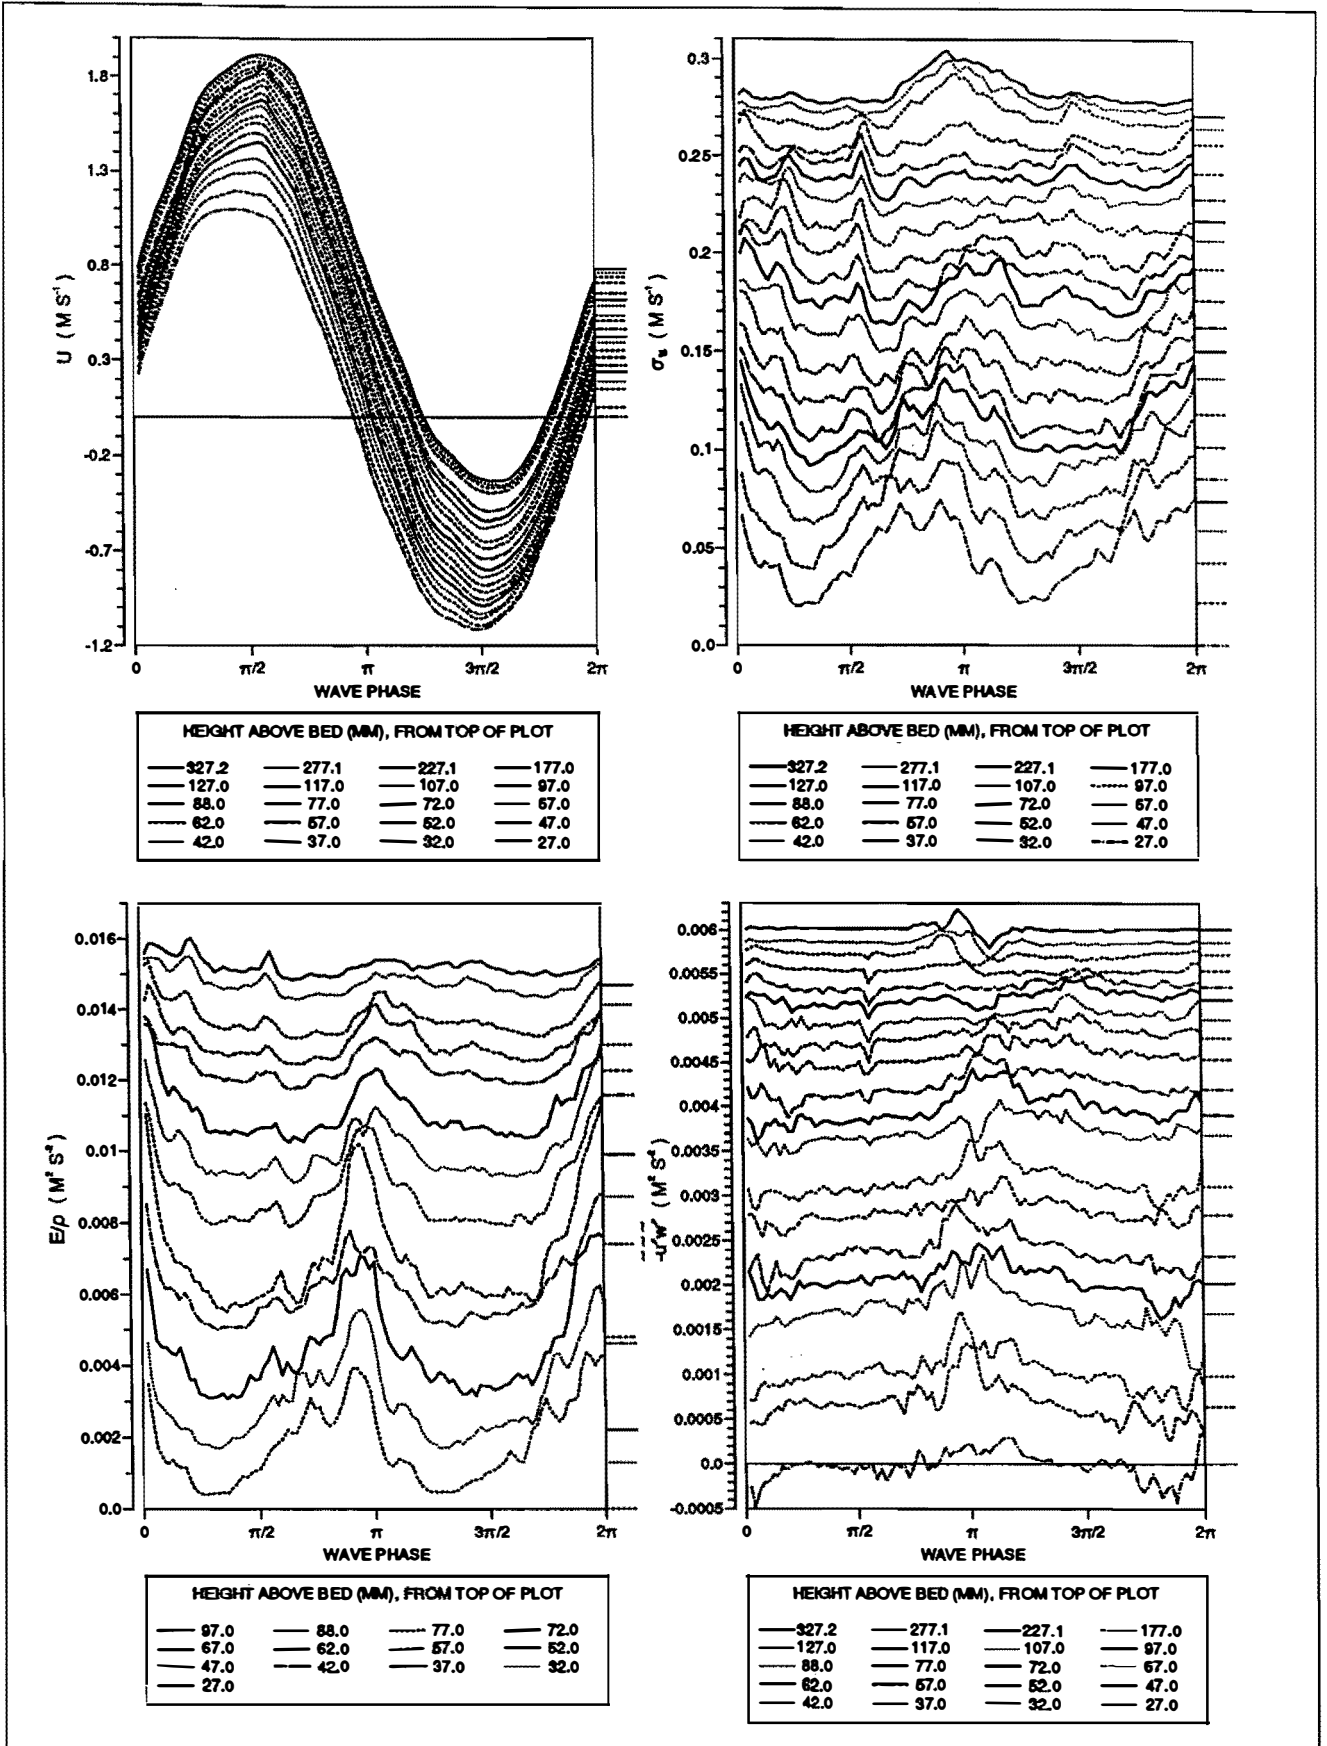 1.8
1.3
0.8
0.3
-0.2
-0.7
-1.2
U ( M S⁻¹ )
0 π/2 π 3π/2 2π
WAVE PHASE
HEIGHT ABOVE BED (MM), FROM TOP OF PLOT
327.2 277.1 227.1 177.0
127.0 117.0 107.0 97.0
88.0 77.0 72.0 67.0
62.0 57.0 52.0 47.0
42.0 37.0 32.0 27.0
0.3
0.25
0.2
0.15
0.1
0.05
0.0
σᵤ ( M S⁻¹ )
0 π/2 π 3π/2 2π
WAVE PHASE
HEIGHT ABOVE BED (MM), FROM TOP OF PLOT
327.2 277.1 227.1 177.0
127.0 117.0 107.0 97.0
88.0 77.0 72.0 67.0
62.0 57.0 52.0 47.0
42.0 37.0 32.0 27.0
0.016
0.014
0.012
0.01
0.008
0.006
0.004
0.002
0.0
E/ρ ( M² S⁻² )
0 π/2 π 3π/2 2π
WAVE PHASE
HEIGHT ABOVE BED (MM), FROM TOP OF PLOT
97.0 88.0 77.0 72.0
67.0 62.0 57.0 52.0
47.0 42.0 37.0 32.0
27.0
0.006
0.0055
0.005
0.0045
0.004
0.0035
0.003
0.0025
0.002
0.0015
0.001
0.0005
0.0
-0.0005
-u'w' ( M² S⁻² )
0 π/2 π 3π/2 2π
WAVE PHASE
HEIGHT ABOVE BED (MM), FROM TOP OF PLOT
327.2 277.1 227.1 177.0
127.0 117.0 107.0 97.0
88.0 77.0 72.0 67.0
62.0 57.0 52.0 47.0
42.0 37.0 32.0 27.0